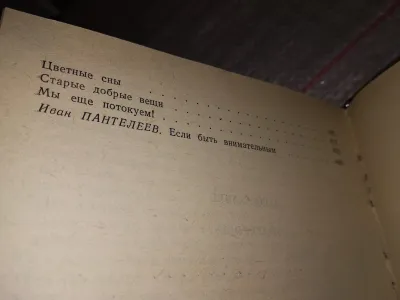 Цветные сны . . . . . . . . . .
Старые добрые вещи . . . . . . . .
Мы еще потокуем! . . . . . . . . .
Иван ПАНТЕЛЕЕВ. Если быть внимательным